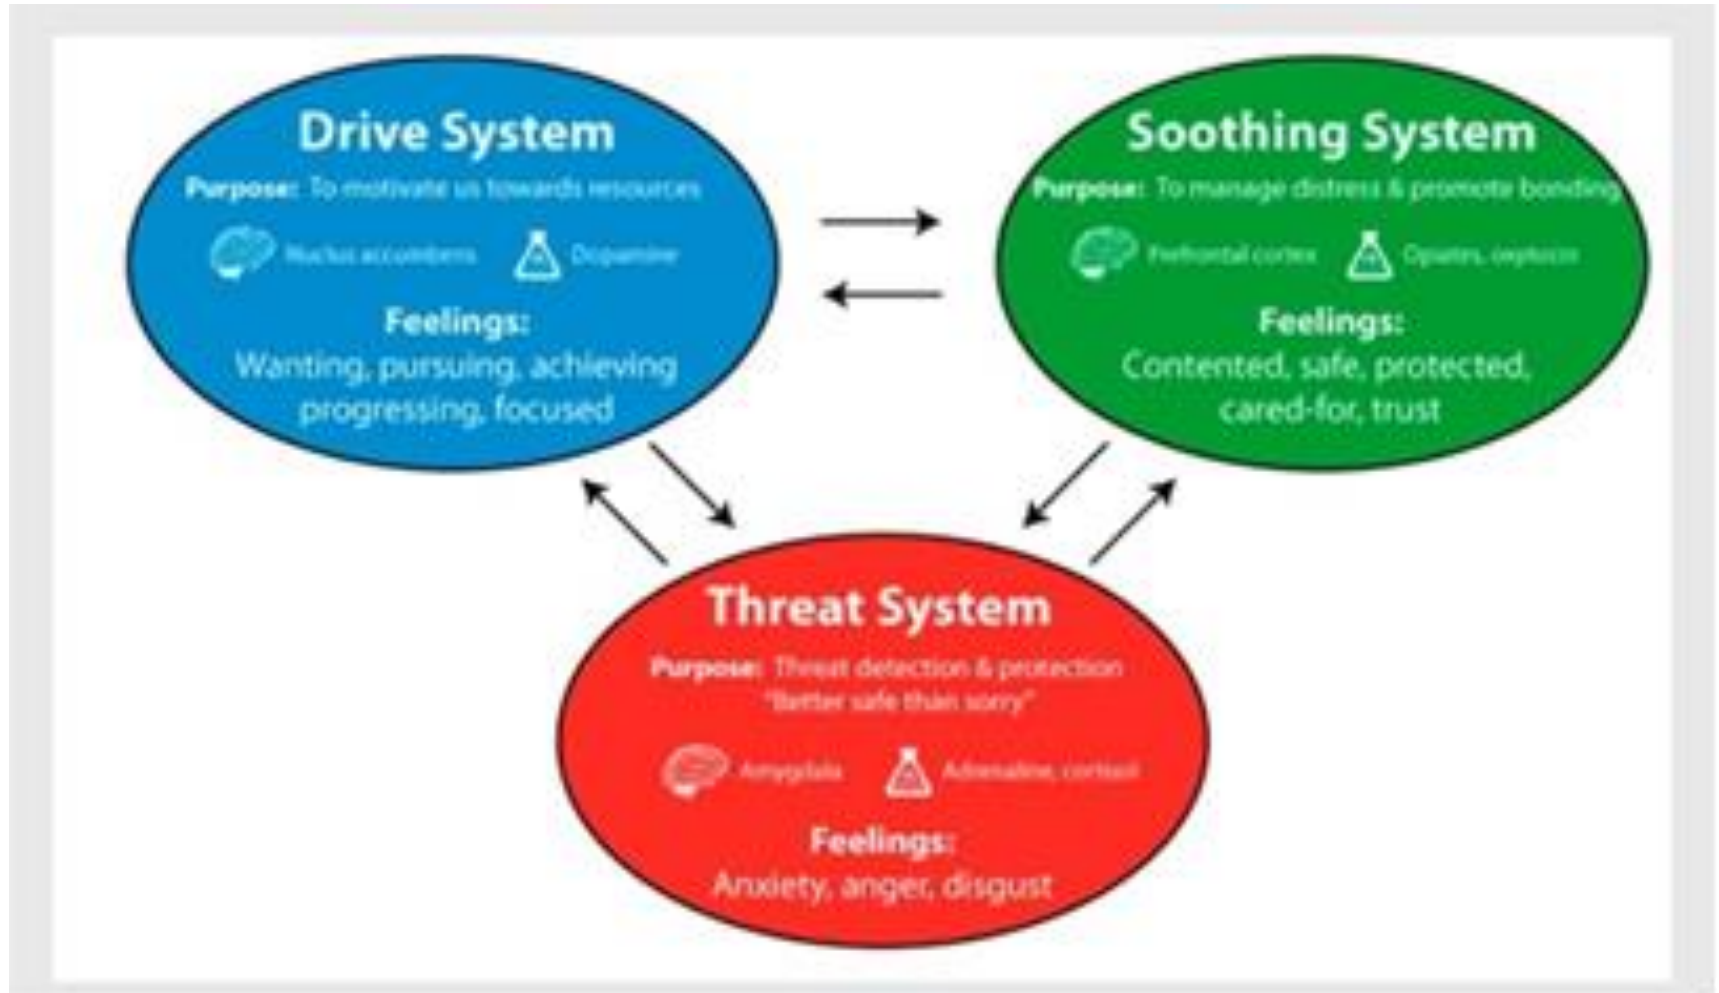 Drive System
Purpose: To motivate us towards resources
Nuclus accumbens
Dopamine
Feelings:
Wanting, pursuing, achieving
progressing, focused
Soothing System
Purpose: To manage distress & promote bonding
Prefrontal cortex
Opiates, oxytocin
Feelings:
Contented, safe, protected,
cared-for, trust
Threat System
Purpose: Threat detection & protection
"Better safe than sorry"
Amygdala
Adrenaline, cortisol
Feelings:
Anxiety, anger, disgust